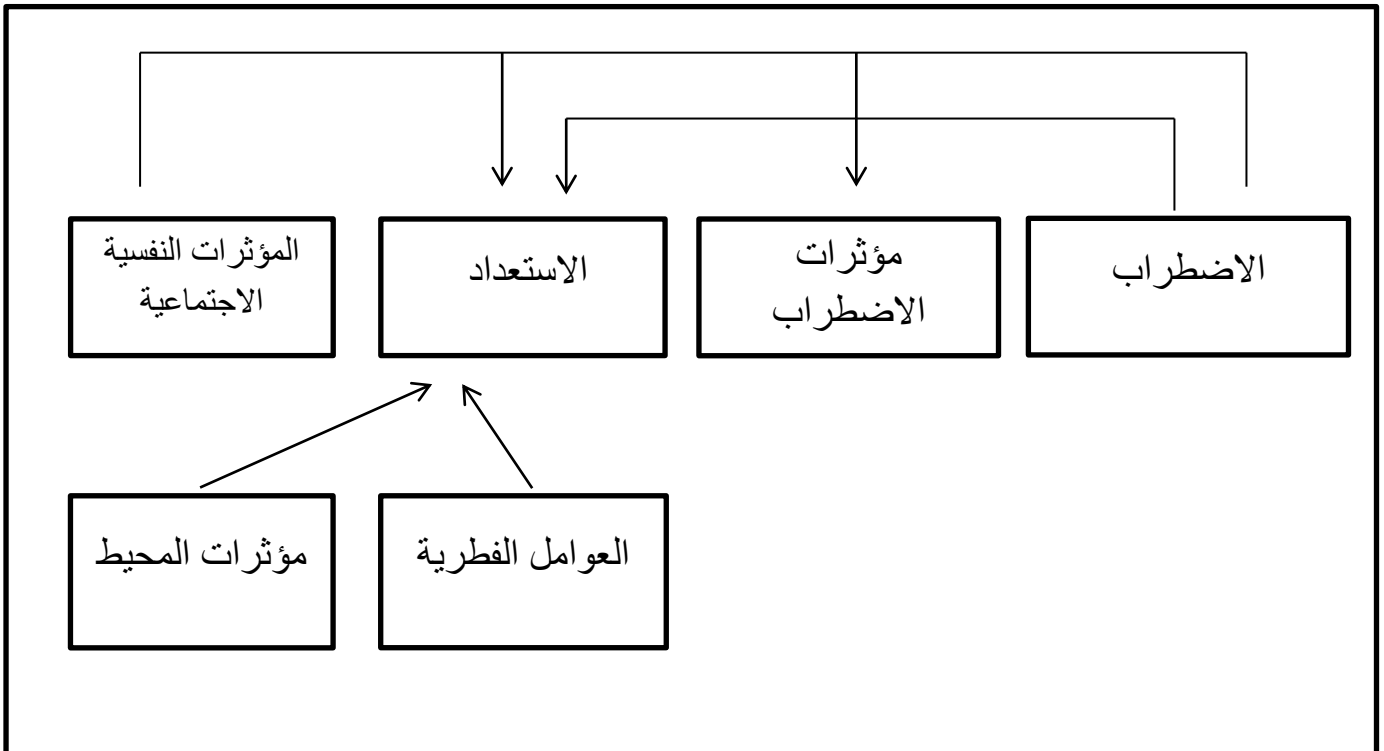 الاضطراب
مؤثرات
الاضطراب
الاستعداد
المؤثرات النفسية
الاجتماعية
العوامل الفطرية
مؤثرات المحيط